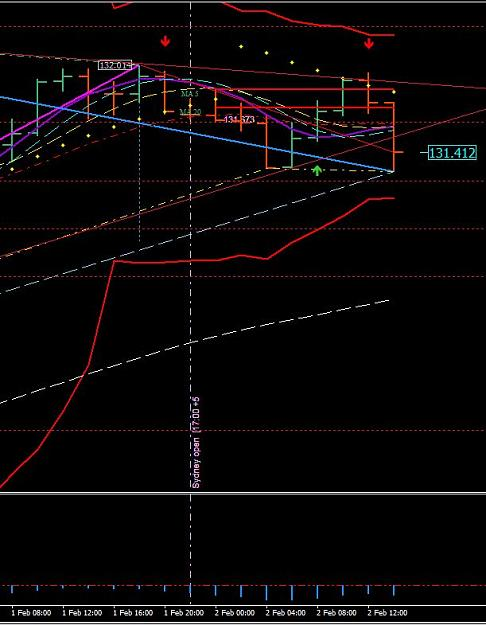 132.014
MA 5
MA 20
131.373
131.412
Sydney open [17:00 +5
1 Feb 08:00
1 Feb 12:00
1 Feb 16:00
1 Feb 20:00
2 Feb 00:00
2 Feb 04:00
2 Feb 08:00
2 Feb 12:00